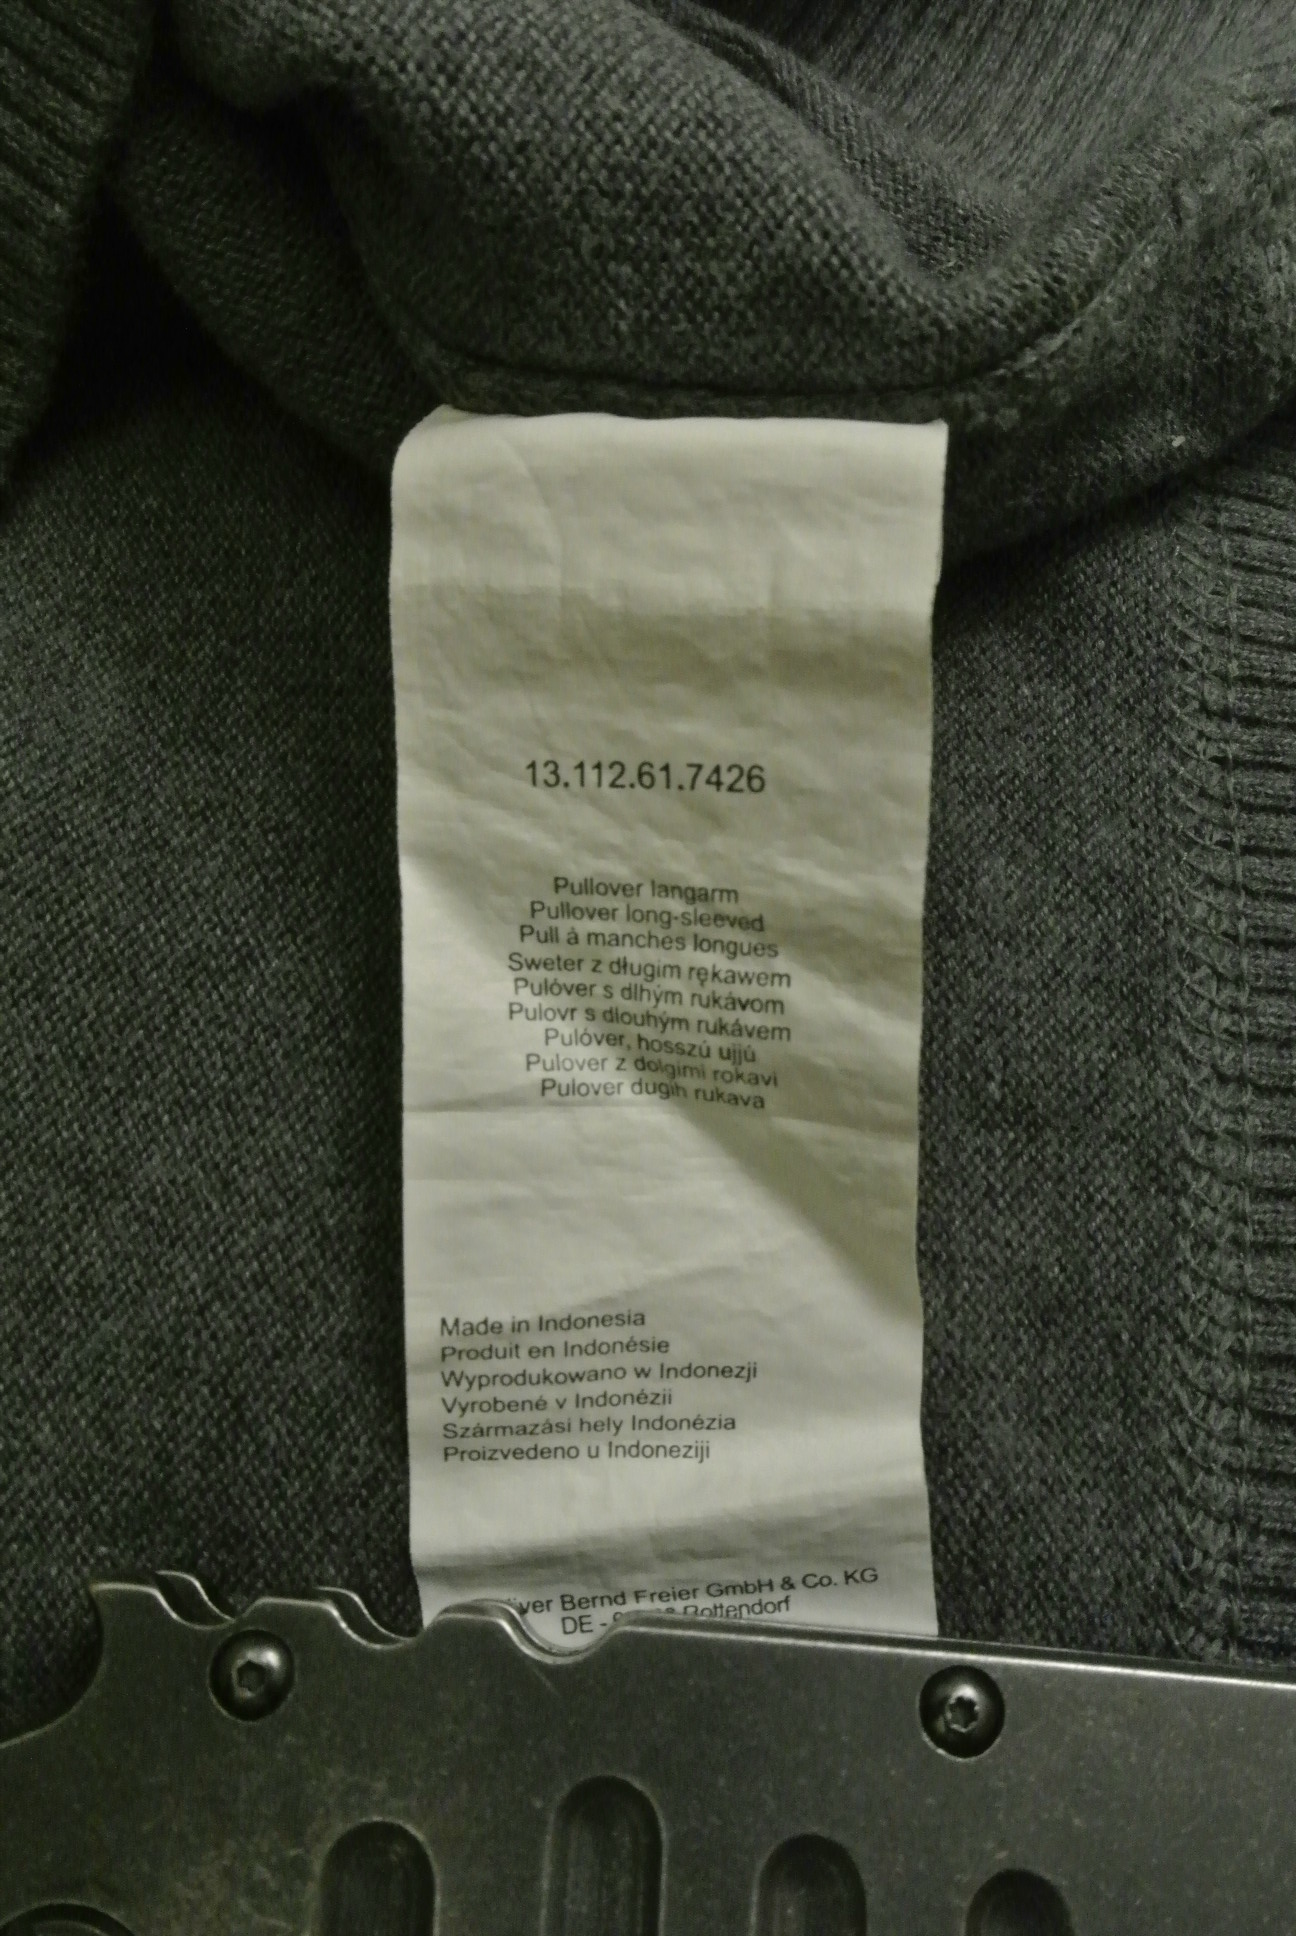 13.112.61.7426
Pullover langarm
Pullover long-sleeved
Pull à manches longues
Sweter z długim rękawem
Pulóver s dlhým rukávom
Pulovr s dlouhým rukávem
Pulóver, hosszú ujjú
Pulover z dolgimi rokavi
Pulover dugih rukava
Made in Indonesia
Produit en Indonésie
Wyprodukowano w Indonezji
Vyrobené v Indonézii
Származási hely Indonézia
Proizvedeno u Indoneziji
Bernd Freier GmbH & Co. KG
DE - Rottendorf